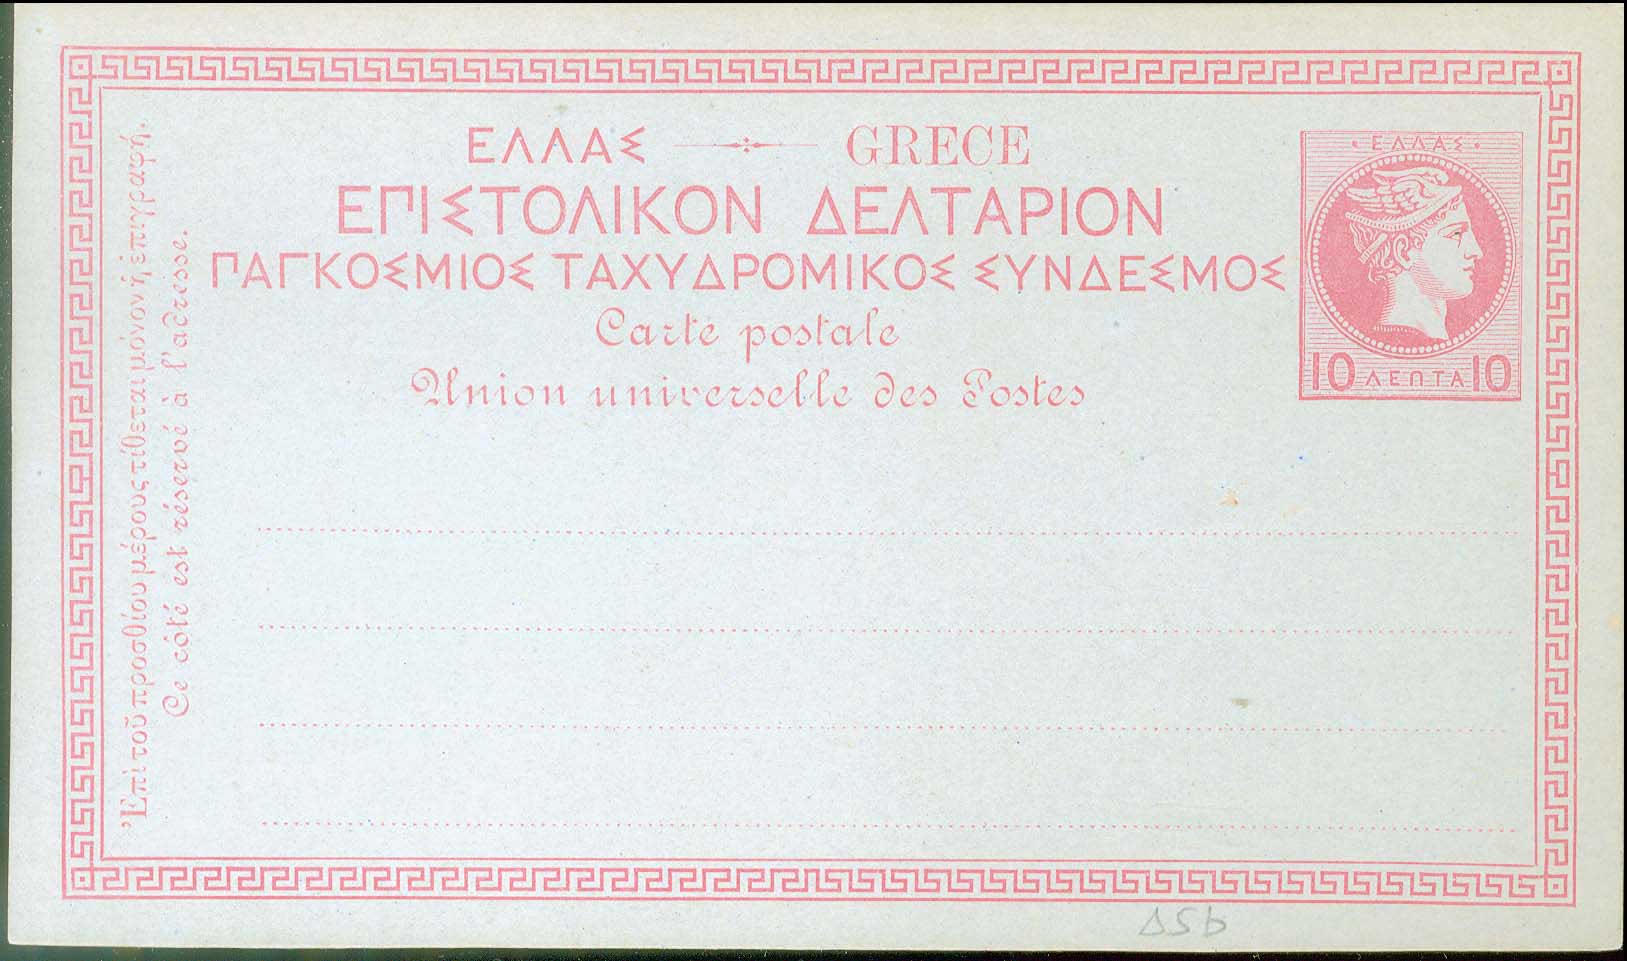 ΕΛΛΑΣ GRECE
ΕΠΙΣΤΟΛΙΚΟΝ ΔΕΛΤΑΡΙΟΝ
ΠΑΓΚΟΣΜΙΟΣ ΤΑΧΥΔΡΟΜΙΚΟΣ ΣΥΝΔΕΣΜΟΣ
Carte postale
Union universelle des Postes
Ἐπὶ τοῦ προσθίου μέρους τίθεται μόνον ἡ ἐπιγραφή.
Ce côté est réservé à l'adresse.
ΕΛΛΑΣ
10 ΛΕΠΤΑ 10
Δ5b